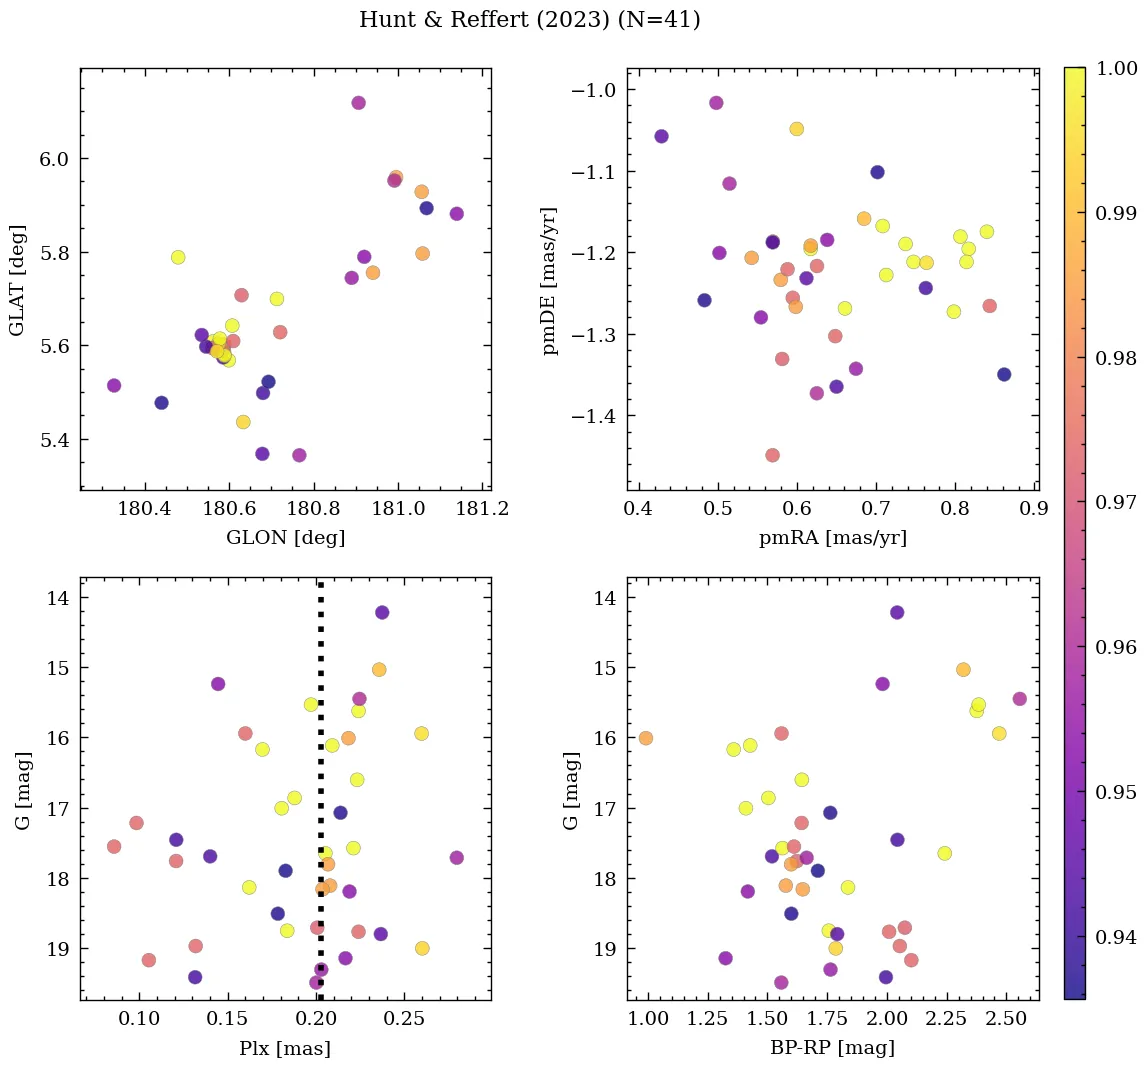 Hunt & Reffert (2023) (N=41)
GLAT [deg]
6.0
5.8
5.6
5.4
180.4 180.6 180.8 181.0 181.2
GLON [deg]
pmDE [mas/yr]
−1.0
−1.1
−1.2
−1.3
−1.4
0.4 0.5 0.6 0.7 0.8 0.9
pmRA [mas/yr]
1.00
0.99
0.98
0.97
0.96
0.95
0.94
G [mag]
14
15
16
17
18
19
0.10 0.15 0.20 0.25
Plx [mas]
G [mag]
14
15
16
17
18
19
1.00 1.25 1.50 1.75 2.00 2.25 2.50
BP-RP [mag]